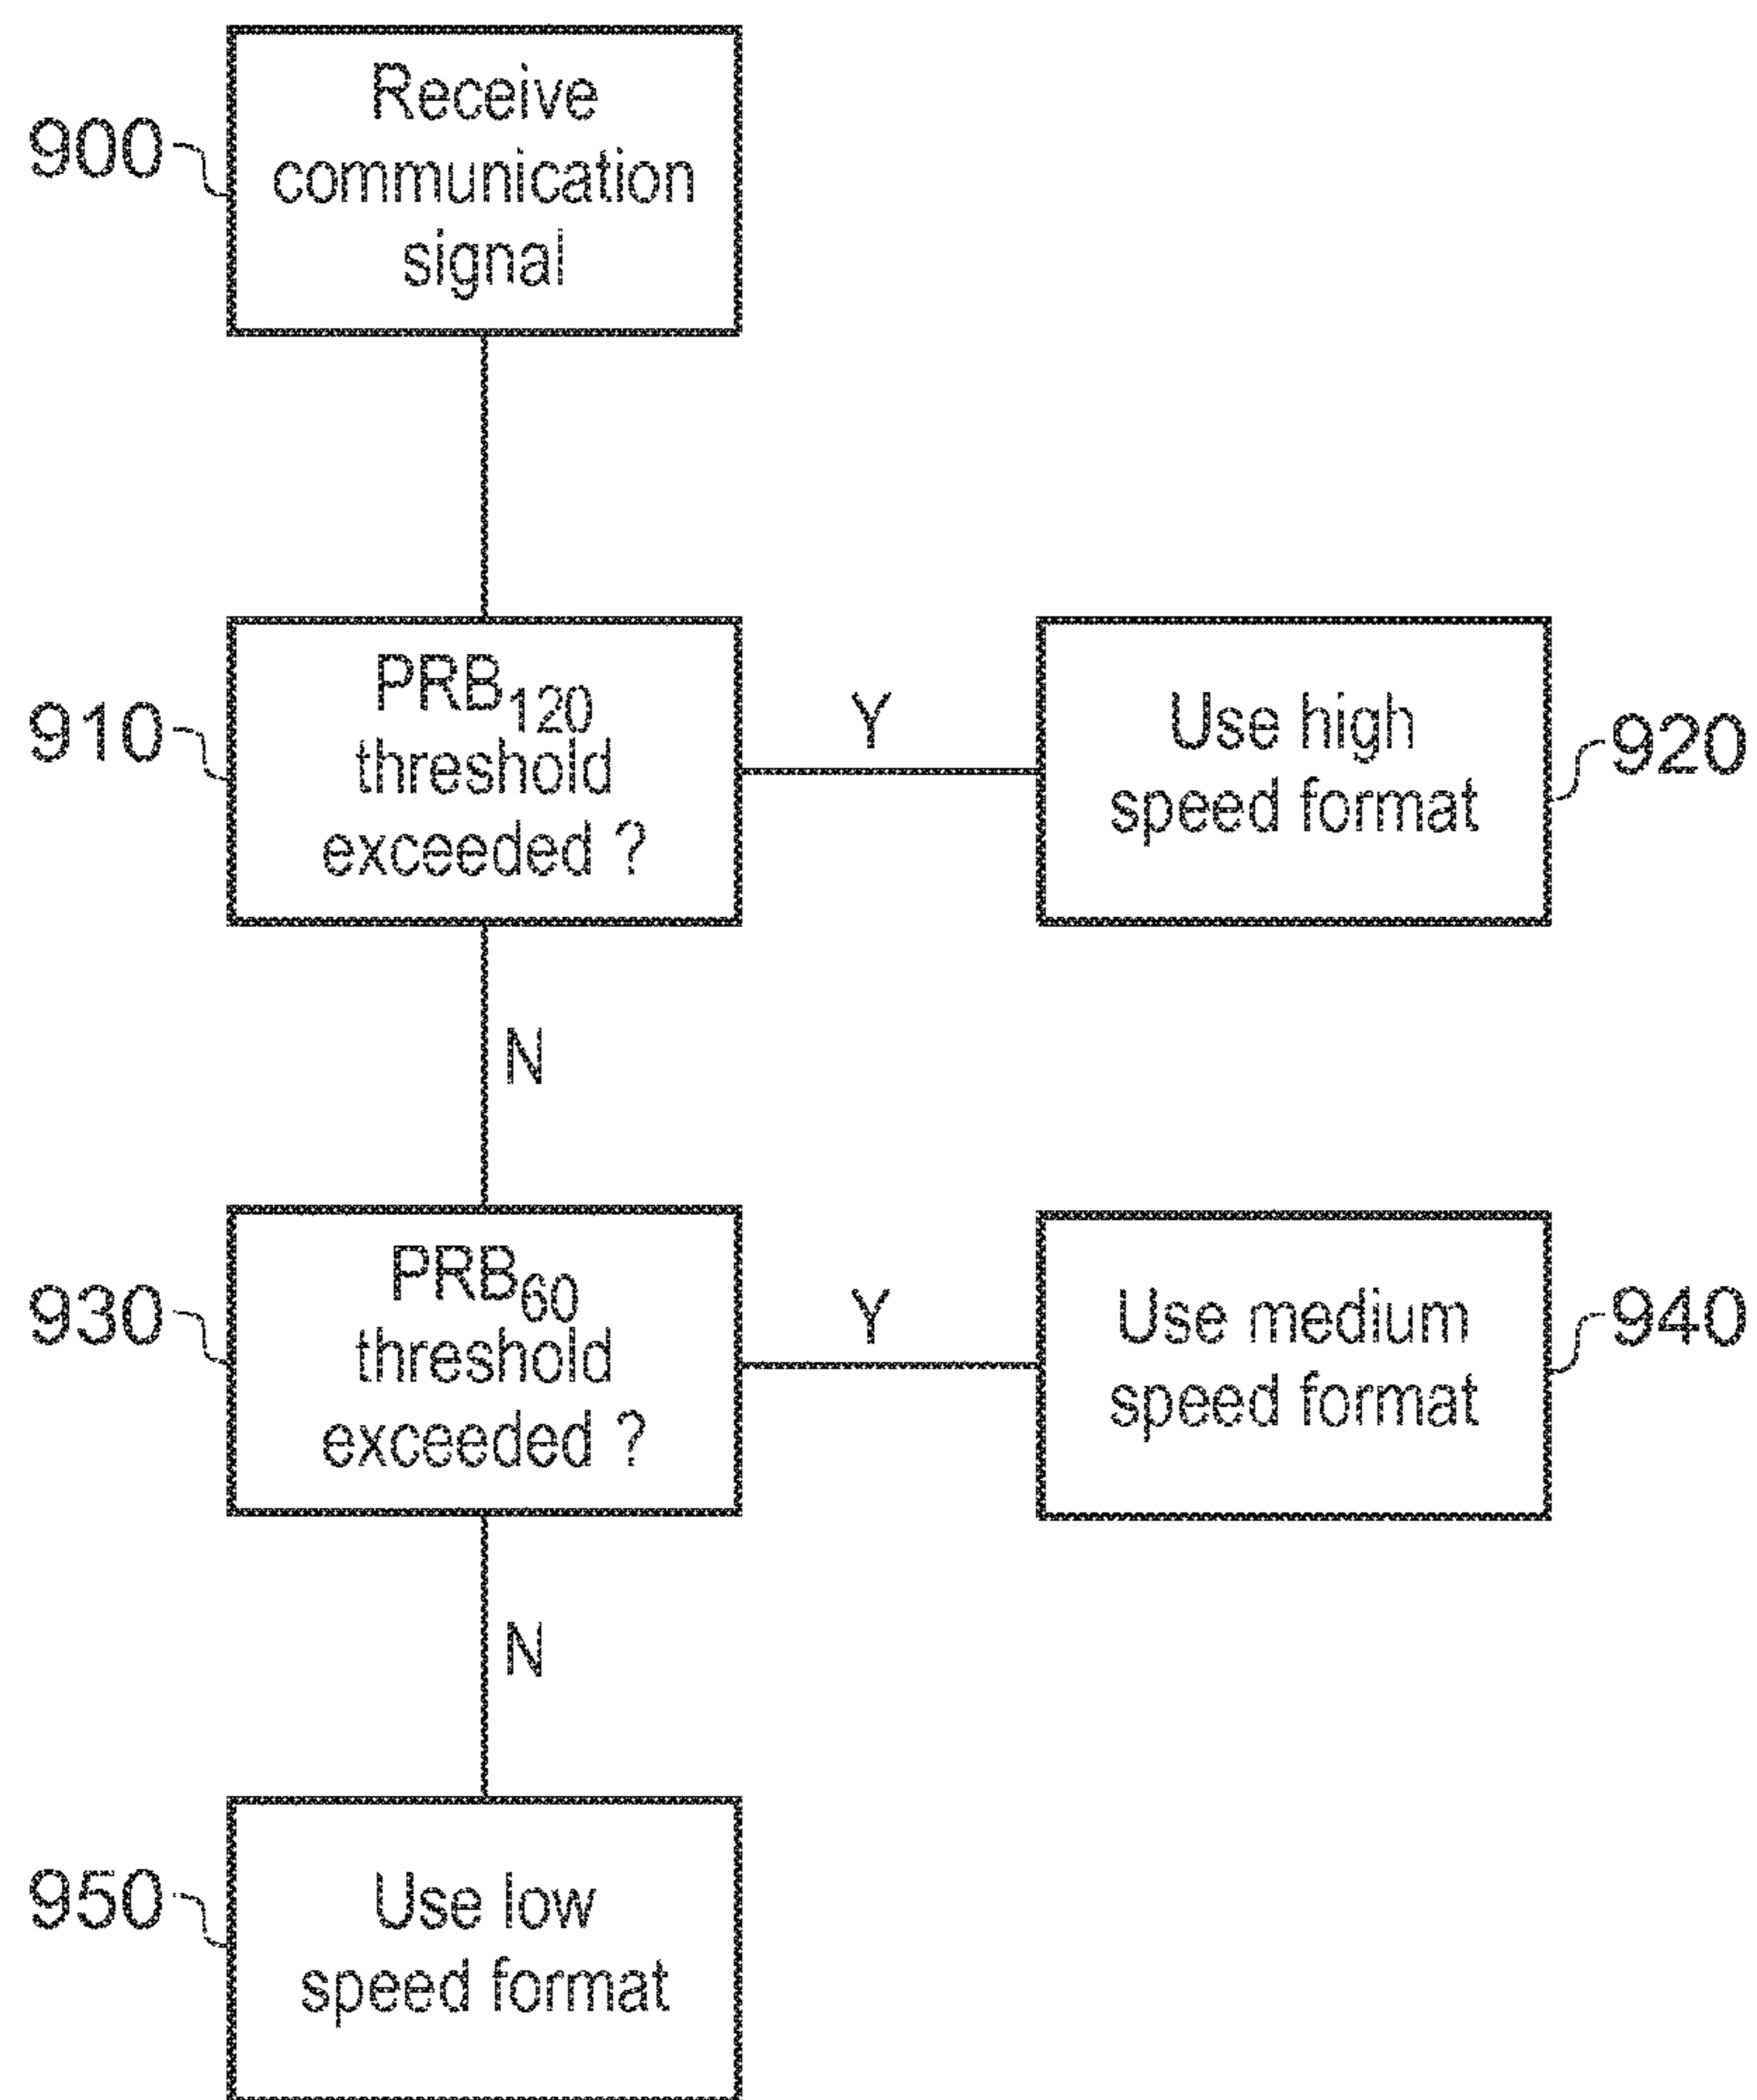 900
Receive
communication
signal
910
PRB120
threshold
exceeded ?
Y
Use high
speed format
920
N
930
PRB60
threshold
exceeded ?
Y
Use medium
speed format
940
N
950
Use low
speed format